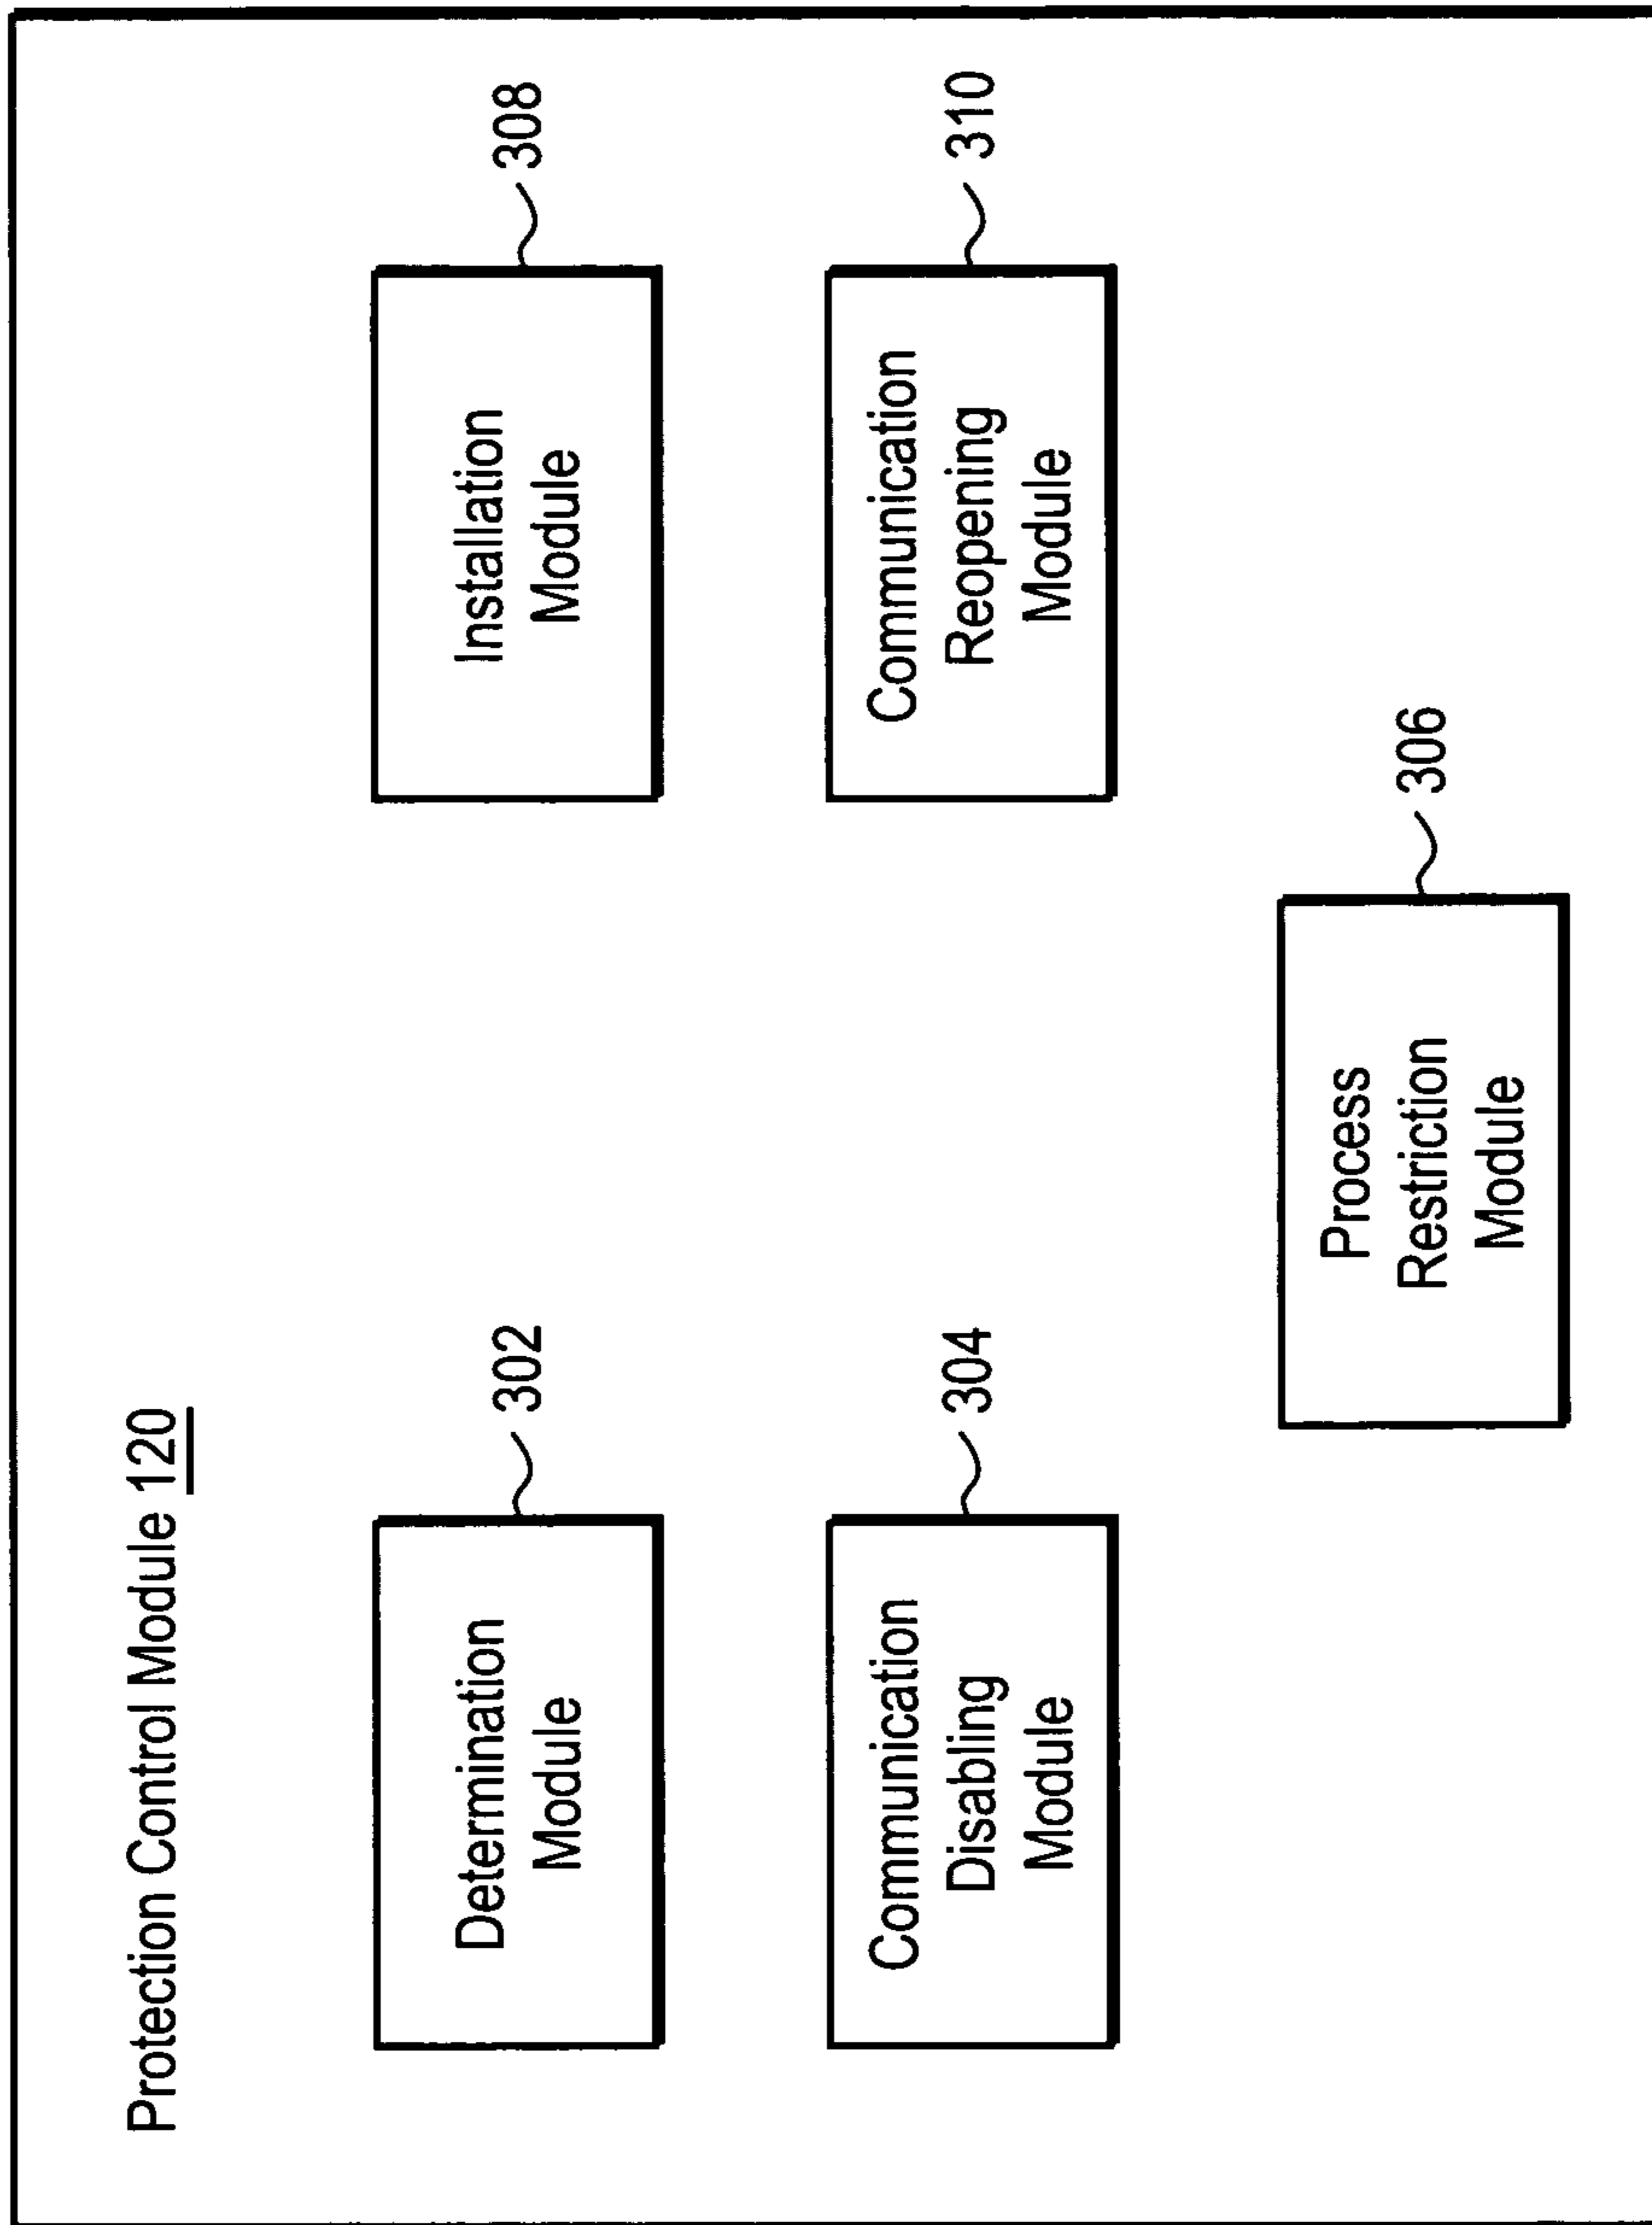 Protection Control Module 120
Determination
Module
302
Installation
Module
308
Communication
Disabling
Module
304
Communication
Reopening
Module
310
Process
Restriction
Module
306